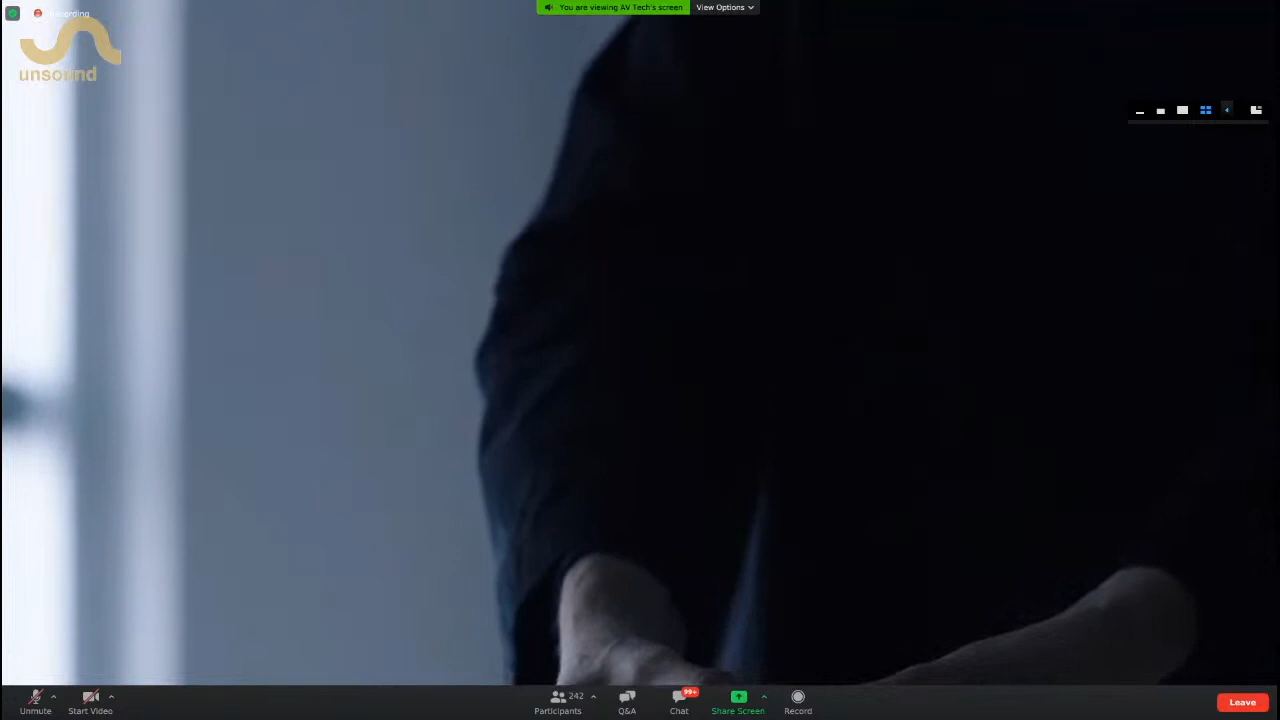 Recording
You are viewing AV Tech's screen
View Options
unsound
Unmute
Start Video
242
Participants
Q&A
99+
Chat
Share Screen
Record
Leave